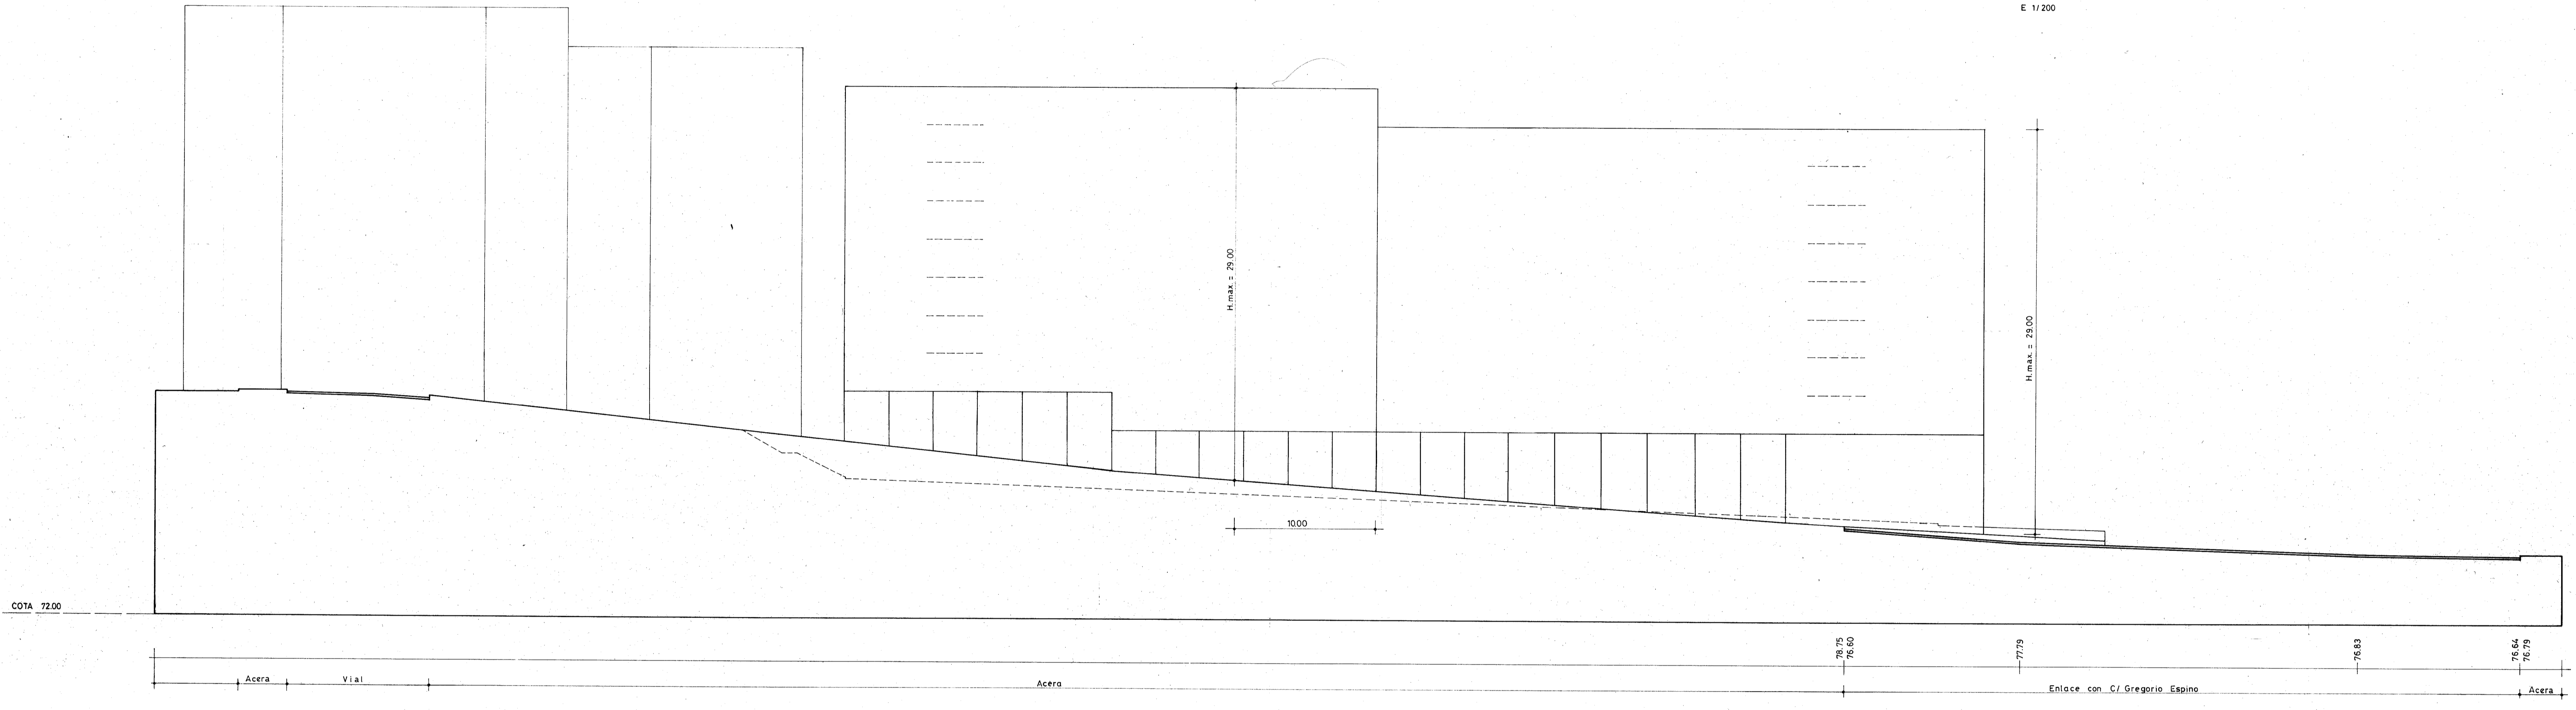 E 1/200
H.max. = 29.00
H.max. = 29.00
10.00
COTA 72.00
78.75
76.60
77.79
76.83
76.64
76.79
Acera
Vial
Acera
Enlace con C/ Gregorio Espino
Acera